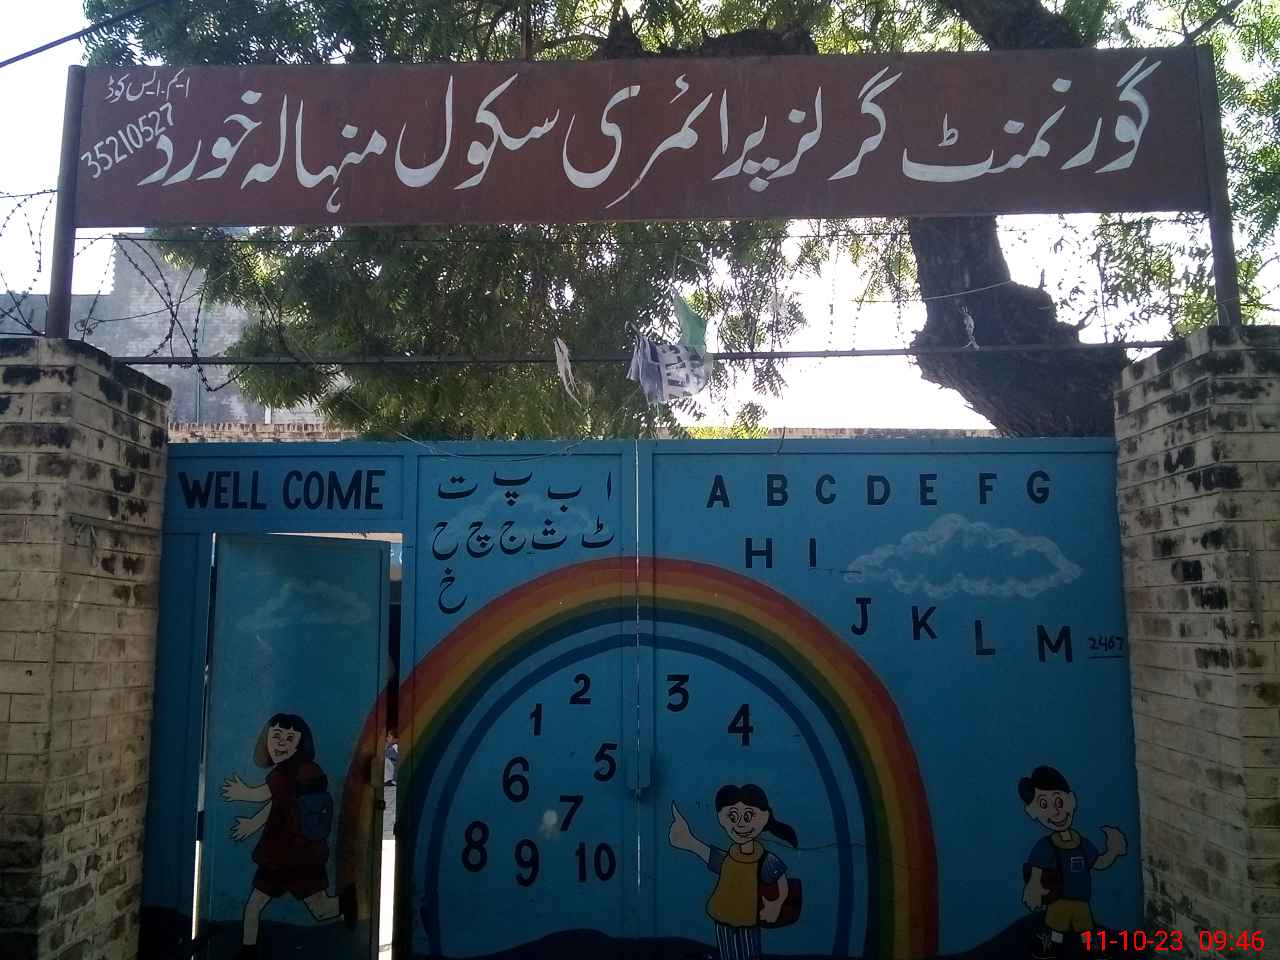 گورنمنٹ گرلز پرائمری سکول منہالہ خورد
ایم.ایس کوڈ
35210527
WELL COME
ا ب پ ت
ٹ ث ج چ ح
خ
A B C D E F G
H I
J K L M
2467
1 2 3 4
5
6
7
8 9 10
11-10-23 09:46